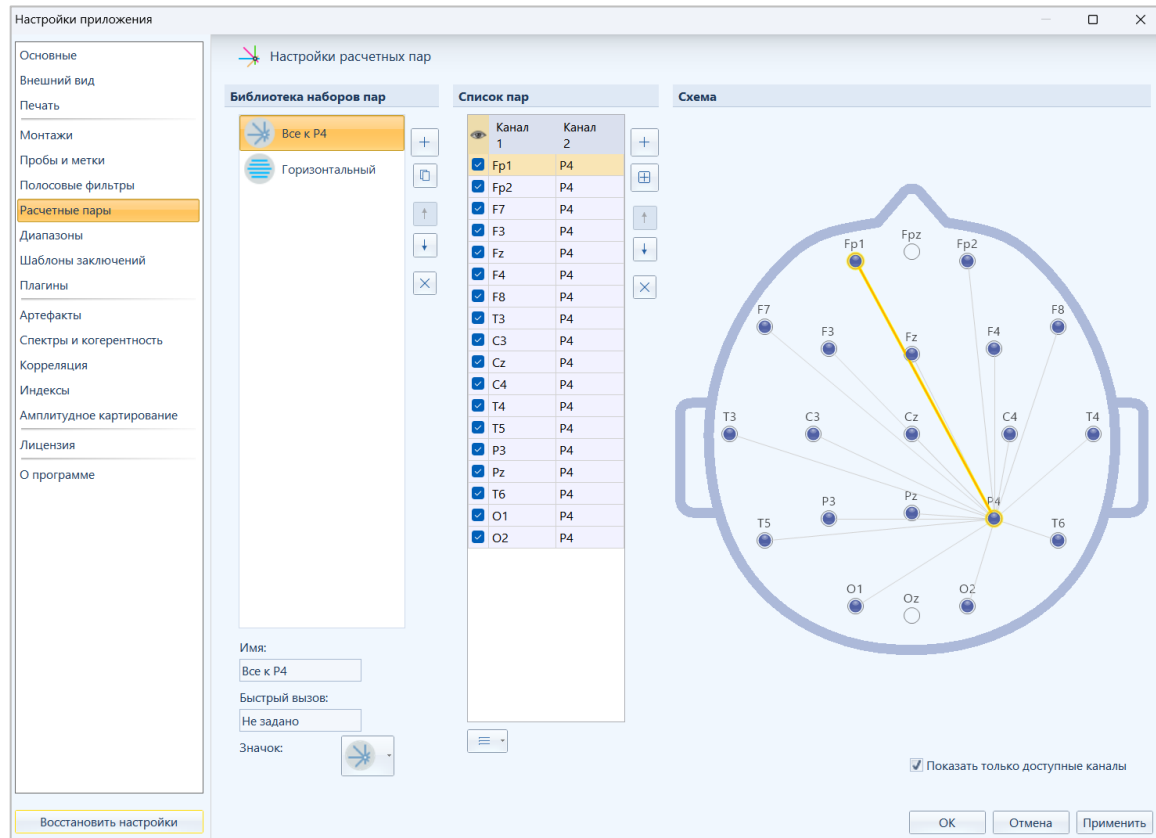 Настройки приложения
Основные
Внешний вид
Печать
Монтажи
Пробы и метки
Полосовые фильтры
Расчетные пары
Диапазоны
Шаблоны заключений
Плагины
Артефакты
Спектры и когерентность
Корреляция
Индексы
Амплитудное картирование
Лицензия
О программе
Восстановить настройки
Настройки расчетных пар
Библиотека наборов пар
Все к P4
Горизонтальный
Имя:
Все к P4
Быстрый вызов:
Не задано
Значок:
Список пар
Канал 1 Канал 2
Fp1 P4
Fp2 P4
F7 P4
F3 P4
Fz P4
F4 P4
F8 P4
T3 P4
C3 P4
Cz P4
C4 P4
T4 P4
T5 P4
P3 P4
Pz P4
T6 P4
O1 P4
O2 P4
Схема
Fp1 Fpz Fp2
F7 F3 Fz F4 F8
T3 C3 Cz C4 T4
T5 P3 Pz P4 T6
O1 Oz O2
Показать только доступные каналы
ОК Отмена Применить